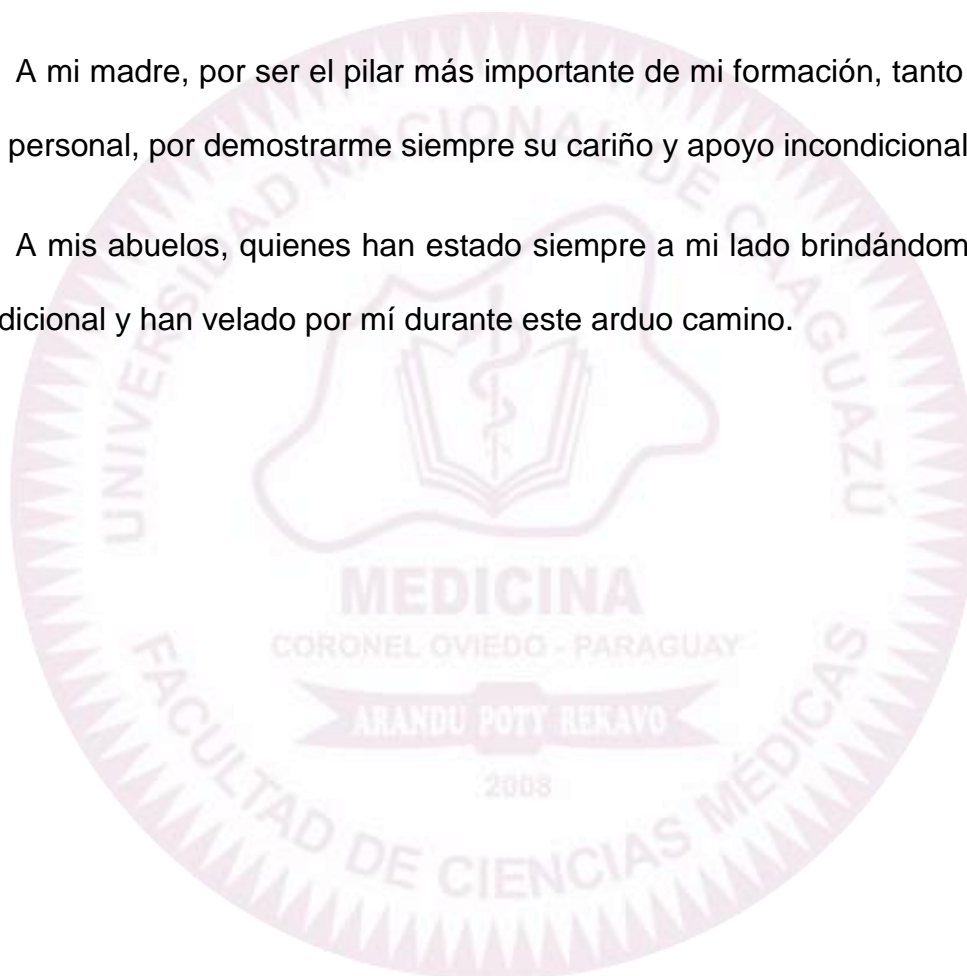 A mi madre, por ser el pilar más importante de mi formación, tanto
personal, por demostrarme siempre su cariño y apoyo incondicional
A mis abuelos, quienes han estado siempre a mi lado brindándom
dicional y han velado por mí durante este arduo camino.
UNIVERSIDAD NACIONAL DE CAAGUAZÚ
MEDICINA
CORONEL OVIEDO - PARAGUAY
ARANDU POTY REKAVO
2008
FACULTAD DE CIENCIAS MÉDICAS